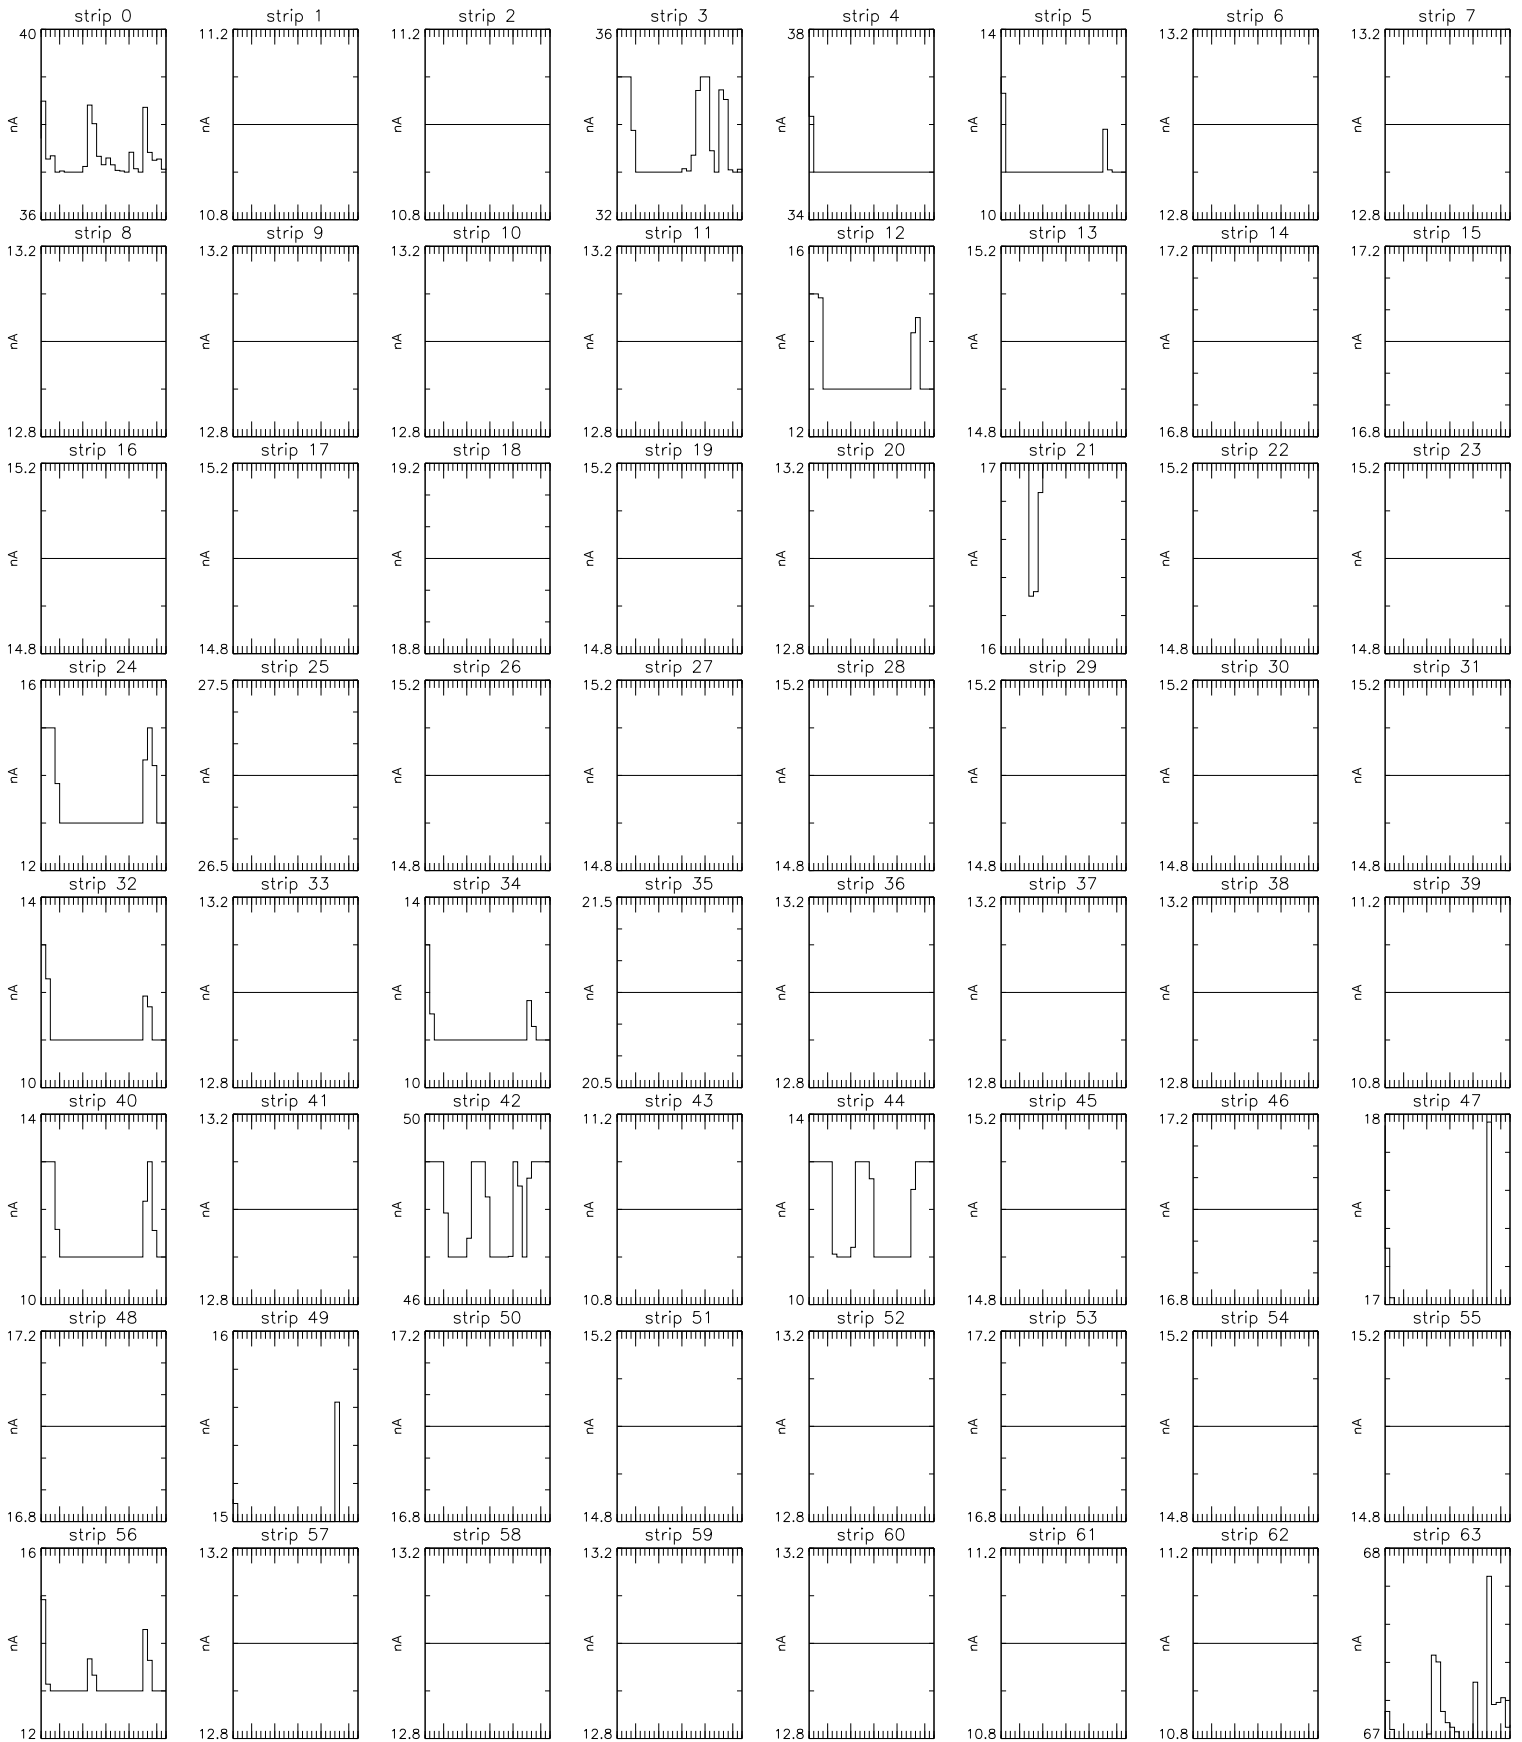 strip 0 strip 1 strip 2 strip 3 strip 4 strip 5 strip 6 strip 7
40 11.2 11.2 36 38 14 13.2 13.2
nA nA nA nA nA nA nA nA
36 10.8 10.8 32 34 10 12.8 12.8
strip 8 strip 9 strip 10 strip 11 strip 12 strip 13 strip 14 strip 15
13.2 13.2 13.2 13.2 16 15.2 17.2 17.2
nA nA nA nA nA nA nA nA
12.8 12.8 12.8 12.8 12 14.8 16.8 16.8
strip 16 strip 17 strip 18 strip 19 strip 20 strip 21 strip 22 strip 23
15.2 15.2 19.2 15.2 13.2 17 15.2 15.2
nA nA nA nA nA nA nA nA
14.8 14.8 18.8 14.8 12.8 16 14.8 14.8
strip 24 strip 25 strip 26 strip 27 strip 28 strip 29 strip 30 strip 31
16 27.5 15.2 15.2 15.2 15.2 15.2 15.2
nA nA nA nA nA nA nA nA
12 26.5 14.8 14.8 14.8 14.8 14.8 14.8
strip 32 strip 33 strip 34 strip 35 strip 36 strip 37 strip 38 strip 39
14 13.2 14 21.5 13.2 13.2 13.2 11.2
nA nA nA nA nA nA nA nA
10 12.8 10 20.5 12.8 12.8 12.8 10.8
strip 40 strip 41 strip 42 strip 43 strip 44 strip 45 strip 46 strip 47
14 13.2 50 11.2 14 15.2 17.2 18
nA nA nA nA nA nA nA nA
10 12.8 46 10.8 10 14.8 16.8 17
strip 48 strip 49 strip 50 strip 51 strip 52 strip 53 strip 54 strip 55
17.2 16 17.2 15.2 13.2 17.2 15.2 15.2
nA nA nA nA nA nA nA nA
16.8 15 16.8 14.8 12.8 16.8 14.8 14.8
strip 56 strip 57 strip 58 strip 59 strip 60 strip 61 strip 62 strip 63
16 13.2 13.2 13.2 13.2 11.2 11.2 68
nA nA nA nA nA nA nA nA
12 12.8 12.8 12.8 12.8 10.8 10.8 67